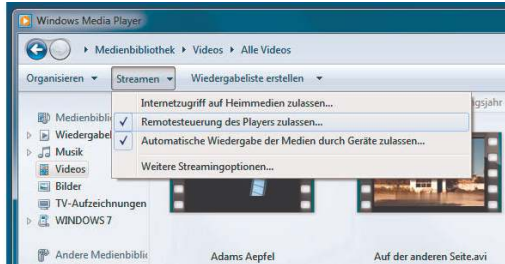 Windows Media Player
Medienbibliothek ▸ Videos ▸ Alle Videos
Organisieren Streamen Wiedergabeliste erstellen
Internetzugriff auf Heimmedien zulassen...
Remotesteuerung des Players zulassen...
Automatische Wiedergabe der Medien durch Geräte zulassen...
Weitere Streamingoptionen...
Musik
Videos
Bilder
TV-Aufzeichnungen
WINDOWS 7
Andere Medienbiblio
Adams Aepfel
Auf der anderen Seite.avi